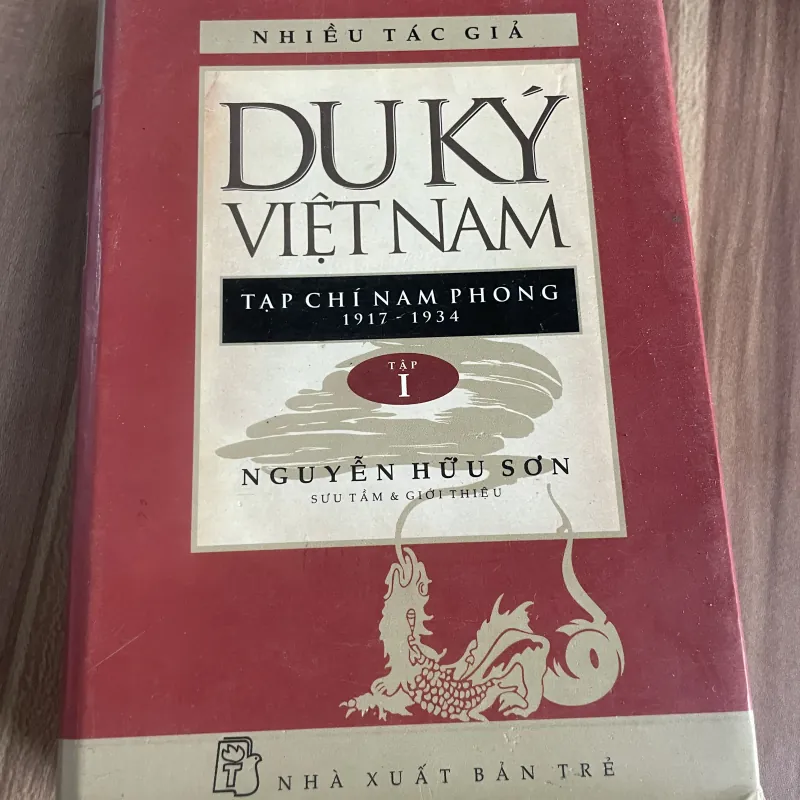 NHIỀU TÁC GIẢ
DU KÝ
VIỆT NAM
TẠP CHÍ NAM PHONG
1917 - 1934
TẬP
I
NGUYỄN HỮU SƠN
SƯU TẦM & GIỚI THIỆU
T
NHÀ XUẤT BẢN TRẺ